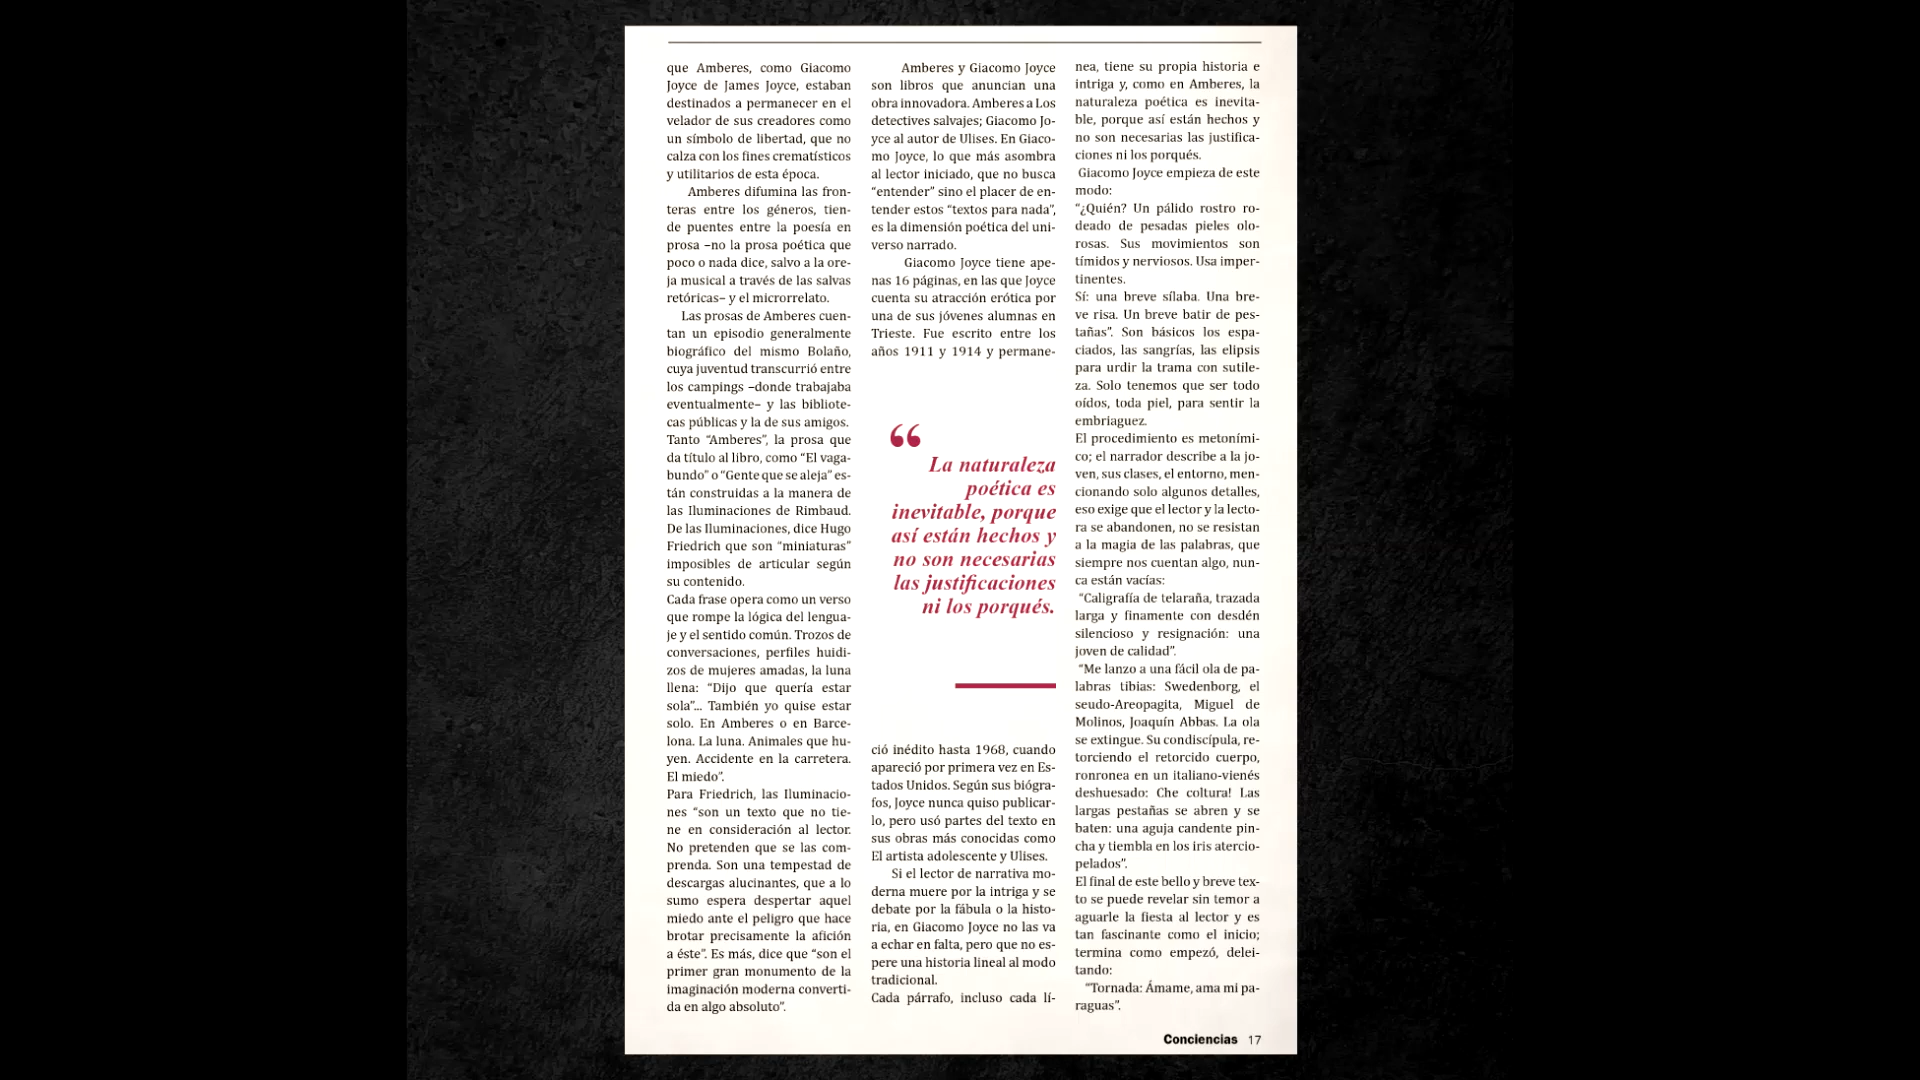 que Amberes, como Giacomo
Joyce de James Joyce, estaban
destinados a permanecer en el
velador de sus creadores como
un símbolo de libertad, que no
calza con los fines crematísticos
y utilitarios de esta época.
Amberes difumina las fron-
teras entre los géneros, tien-
de puentes entre la poesía en
prosa –no la prosa poética que
poco o nada dice, salvo a la ore-
ja musical a través de las salvas
retóricas– y el microrrelato.
Las prosas de Amberes cuen-
tan un episodio generalmente
biográfico del mismo Bolaño,
cuya juventud transcurrió entre
los campings –donde trabajaba
eventualmente– y las bibliote-
cas públicas y la de sus amigos.
Tanto “Amberes”, la prosa que
da título al libro, como “El vaga-
bundo” o “Gente que se aleja” es-
tán construidas a la manera de
las Iluminaciones de Rimbaud.
De las Iluminaciones, dice Hugo
Friedrich que son “miniaturas”
imposibles de articular según
su contenido.
Cada frase opera como un verso
que rompe la lógica del lengua-
je y el sentido común. Trozos de
conversaciones, perfiles huidi-
zos de mujeres amadas, la luna
llena: “Dijo que quería estar
sola”... También yo quise estar
solo. En Amberes o en Barce-
lona. La luna. Animales que hu-
yen. Accidente en la carretera.
El miedo”.
Para Friedrich, las Iluminacio-
nes “son un texto que no tie-
ne en consideración al lector.
No pretenden que se las com-
prenda. Son una tempestad de
descargas alucinantes, que a lo
sumo espera despertar aquel
miedo ante el peligro que hace
brotar precisamente la afición
a éste”. Es más, dice que “son el
primer gran monumento de la
imaginación moderna converti-
da en algo absoluto”.
Amberes y Giacomo Joyce
son libros que anuncian una
obra innovadora. Amberes a Los
detectives salvajes; Giacomo Jo-
yce al autor de Ulises. En Giaco-
mo Joyce, lo que más asombra
al lector iniciado, que no busca
“entender” sino el placer de en-
tender estos “textos para nada”,
es la dimensión poética del uni-
verso narrado.
Giacomo Joyce tiene ape-
nas 16 páginas, en las que Joyce
cuenta su atracción erótica por
una de sus jóvenes alumnas en
Trieste. Fue escrito entre los
años 1911 y 1914 y permane-
“
La naturaleza
poética es
inevitable, porque
así están hechos y
no son necesarias
las justificaciones
ni los porqués.
ció inédito hasta 1968, cuando
apareció por primera vez en Es-
tados Unidos. Según sus biógra-
fos, Joyce nunca quiso publicar-
lo, pero usó partes del texto en
sus obras más conocidas como
El artista adolescente y Ulises.
Si el lector de narrativa mo-
derna muere por la intriga y se
debate por la fábula o la histo-
ria, en Giacomo Joyce no las va
a echar en falta, pero que no es-
pere una historia lineal al modo
tradicional.
Cada párrafo, incluso cada lí-
nea, tiene su propia historia e
intriga y, como en Amberes, la
naturaleza poética es inevita-
ble, porque así están hechos y
no son necesarias las justifica-
ciones ni los porqués.
Giacomo Joyce empieza de este
modo:
“¿Quién? Un pálido rostro ro-
deado de pesadas pieles olo-
rosas. Sus movimientos son
tímidos y nerviosos. Usa imper-
tinentes.
Sí: una breve sílaba. Una bre-
ve risa. Un breve batir de pes-
tañas”. Son básicos los espa-
ciados, las sangrías, las elipsis
para urdir la trama con sutile-
za. Solo tenemos que ser todo
oídos, toda piel, para sentir la
embriaguez.
El procedimiento es metoními-
co; el narrador describe a la jo-
ven, sus clases, el entorno, men-
cionando solo algunos detalles,
eso exige que el lector y la lecto-
ra se abandonen, no se resistan
a la magia de las palabras, que
siempre nos cuentan algo, nun-
ca están vacías:
“Caligrafía de telaraña, trazada
larga y finamente con desdén
silencioso y resignación: una
joven de calidad”.
“Me lanzo a una fácil ola de pa-
labras tibias: Swedenborg, el
seudo-Areopagita, Miguel de
Molinos, Joaquín Abbas. La ola
se extingue. Su condiscípula, re-
torciendo el retorcido cuerpo,
ronronea en un italiano-vienés
deshuesado: Che coltura! Las
largas pestañas se abren y se
baten: una aguja candente pin-
cha y tiembla en los iris atercio-
pelados”.
El final de este bello y breve tex-
to se puede revelar sin temor a
aguarle la fiesta al lector y es
tan fascinante como el inicio;
termina como empezó, delei-
tando:
“Tornada: Ámame, ama mi pa-
raguas”.
Conciencias 17